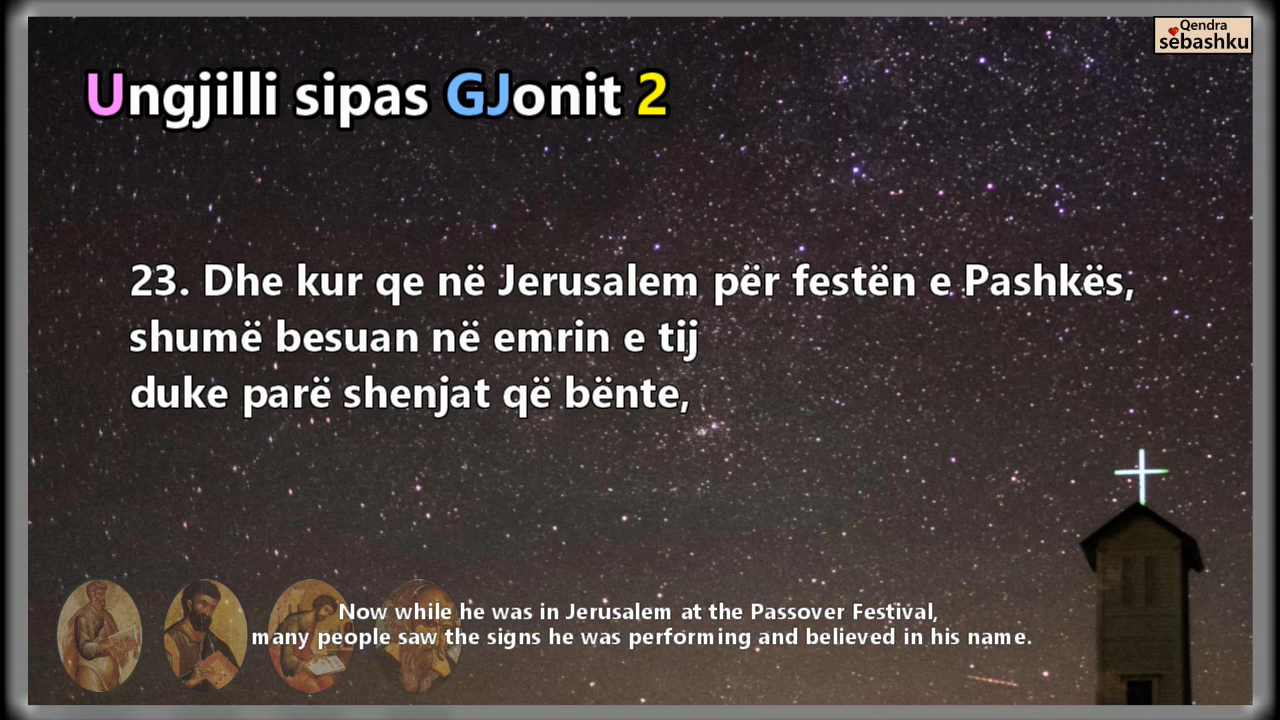 Qendra
sëbashku
Ungjilli sipas GJonit 2
23. Dhe kur qe në Jerusalem për festën e Pashkës,
shumë besuan në emrin e tij
duke parë shenjat që bënte,
Now while he was in Jerusalem at the Passover Festival,
many people saw the signs he was performing and believed in his name.